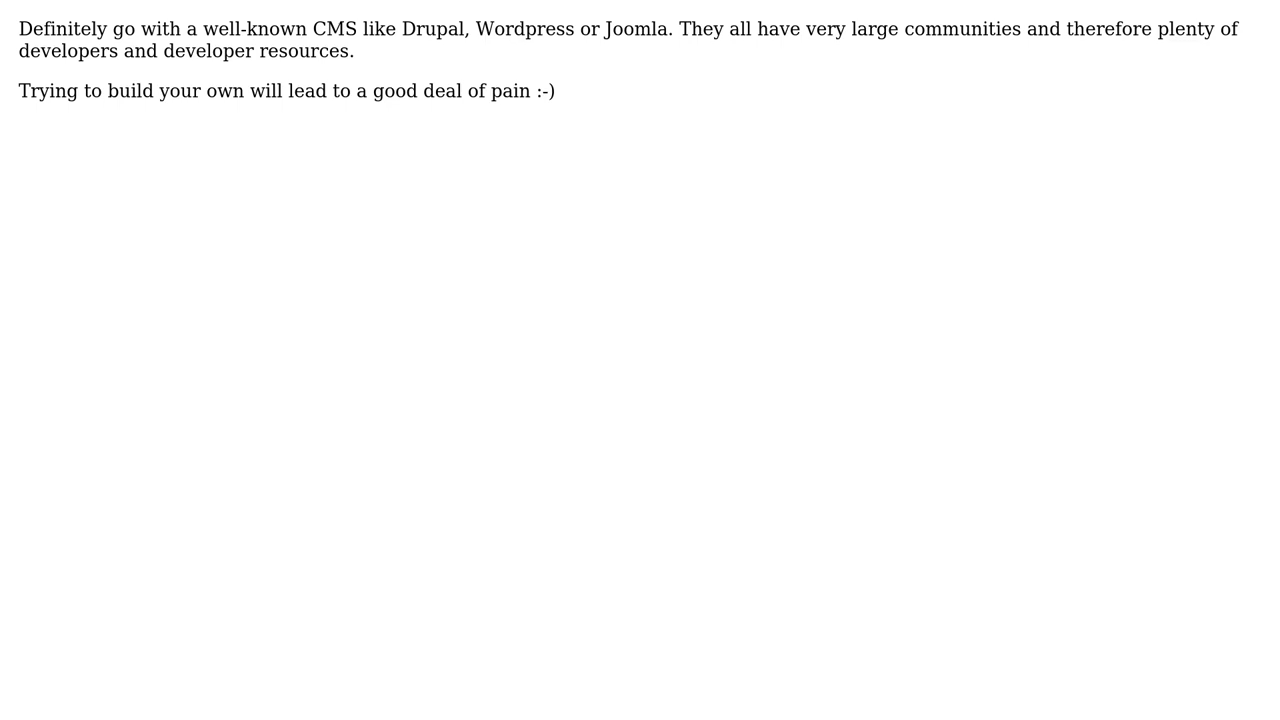 Definitely go with a well-known CMS like Drupal, Wordpress or Joomla. They all have very large communities and therefore plenty of
developers and developer resources.
Trying to build your own will lead to a good deal of pain :-)